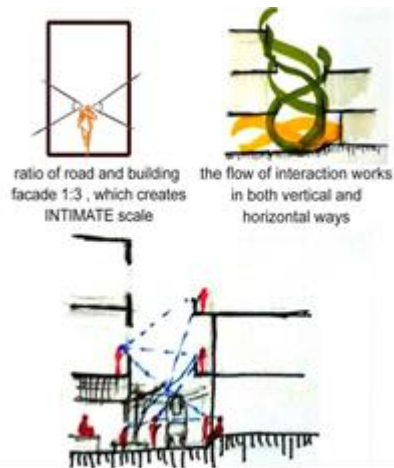 ratio of road and building
facade 1:3 , which creates
INTIMATE scale
the flow of interaction works
in both vertical and
horizontal ways